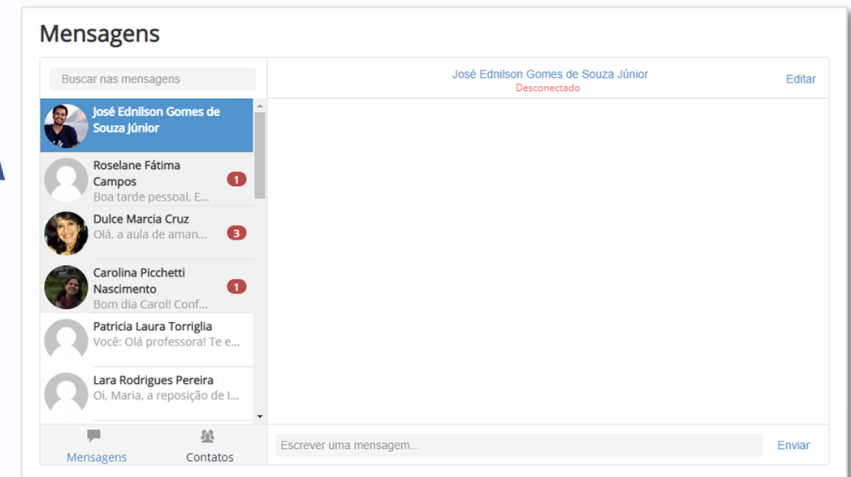 Mensagens
Buscar nas mensagens
José Ednilson Gomes de
Souza Júnior
Roselane Fátima
Campos
1
Boa tarde pessoal, E...
Dulce Marcia Cruz
Olá, a aula de aman...
3
Carolina Picchetti
Nascimento
1
Bom dia Carol! Conf...
Patricia Laura Torriglia
Você: Olá professora! Te e...
Lara Rodrigues Pereira
Oi, Maria, a reposição de I...
Mensagens
Contatos
José Ednilson Gomes de Souza Júnior
Desconectado
Editar
Escrever uma mensagem...
Enviar